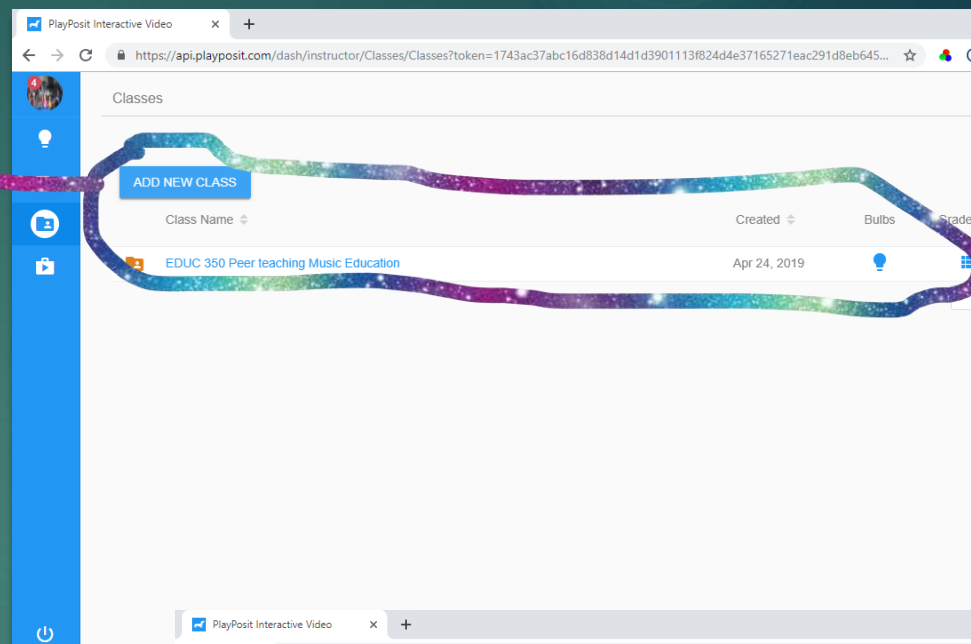 PlayPosit Interactive Video
https://api.playposit.com/dash/instructor/Classes/Classes?token=1743ac37abc16d838d14d1d3901113f824d4e37165271eac291d8eb645...
4
Classes
ADD NEW CLASS
Class Name Created Bulbs Grade
EDUC 350 Peer teaching Music Education Apr 24, 2019
PlayPosit Interactive Video